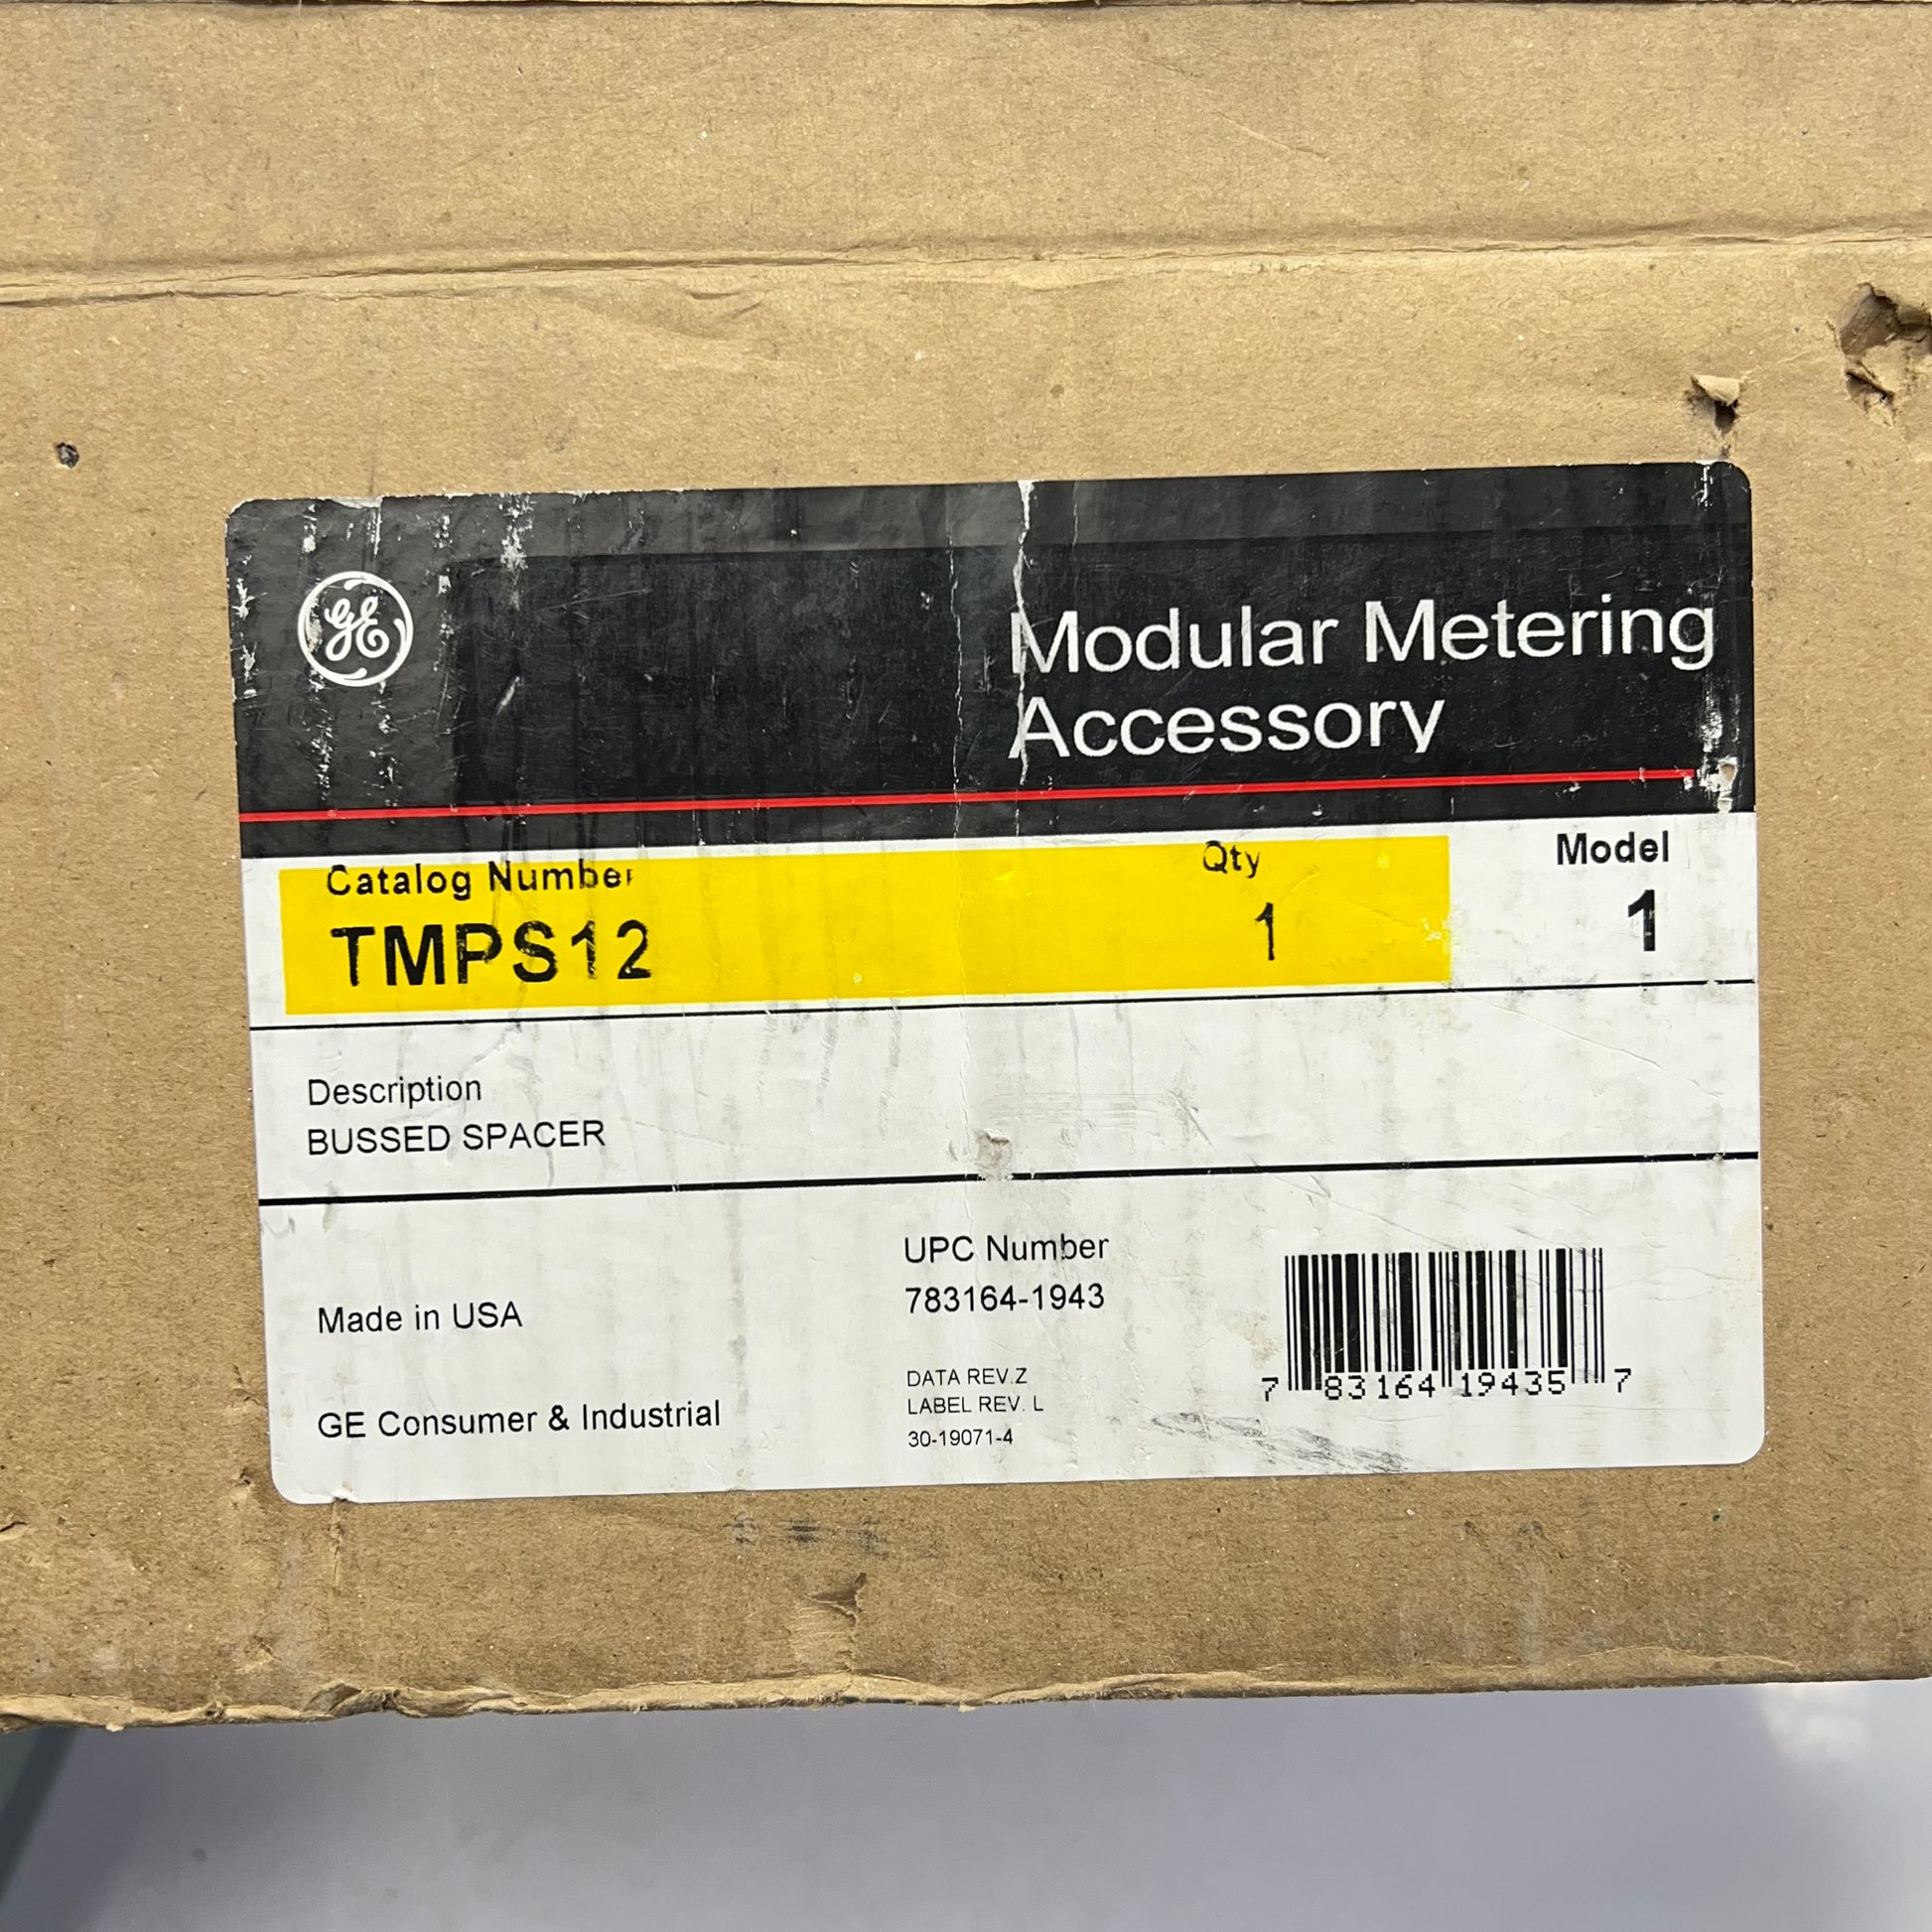 GE
Modular Metering
Accessory
Catalog Number Qty Model
TMPS12 1 1
Description
BUSSED SPACER
UPC Number
783164-1943
Made in USA
DATA REV.Z
LABEL REV. L
GE Consumer & Industrial
30-19071-4
7 83164 19435 7